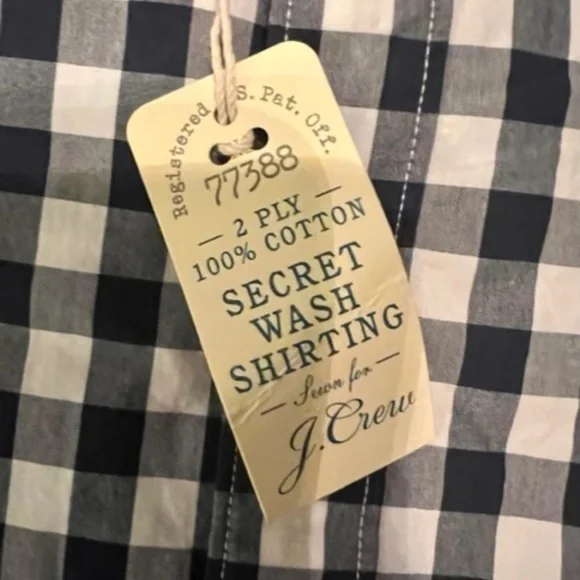 Registered S. Pat. Off.
77388
— 2 PLY —
100% COTTON
SECRET
WASH
SHIRTING
— Sewn for —
J.Crew